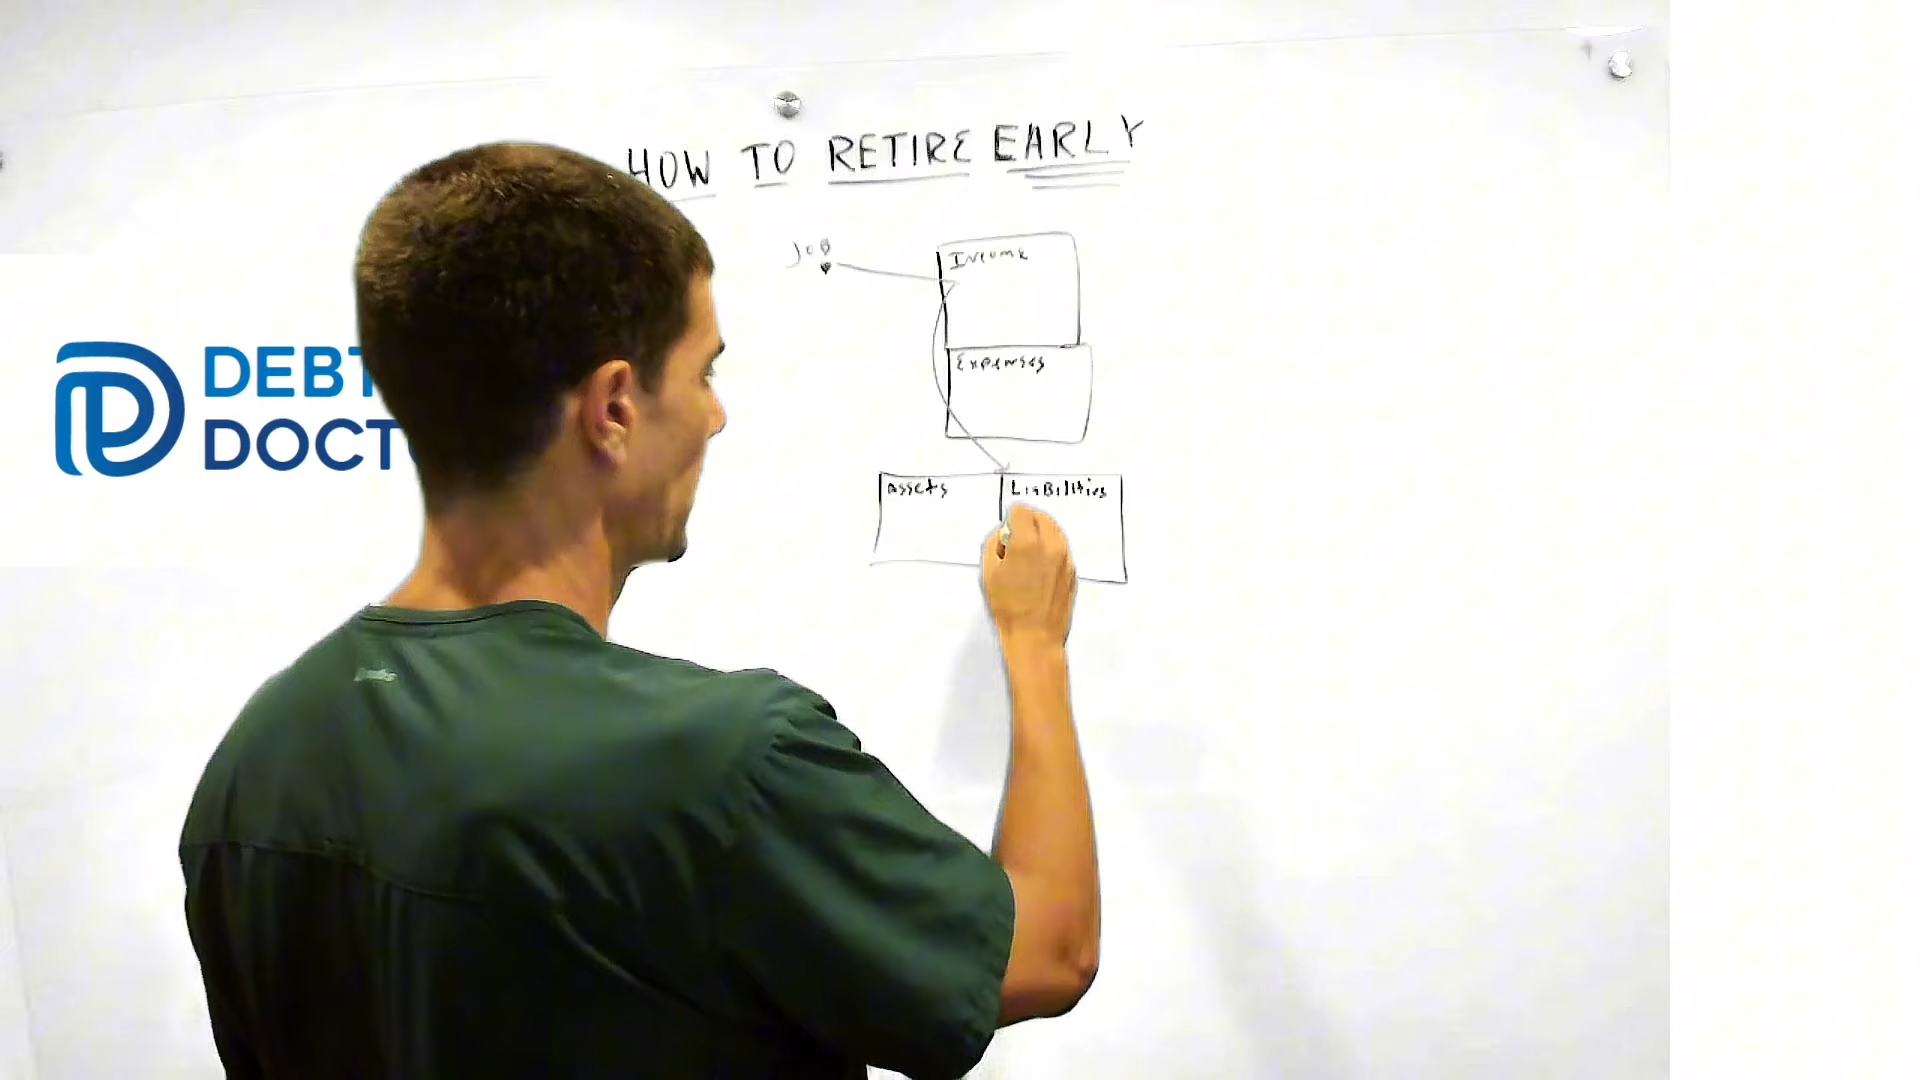 HOW TO RETIRE EARLY
JOB
Income
Expenses
DEBT
DOCT
Assets
Liabilities